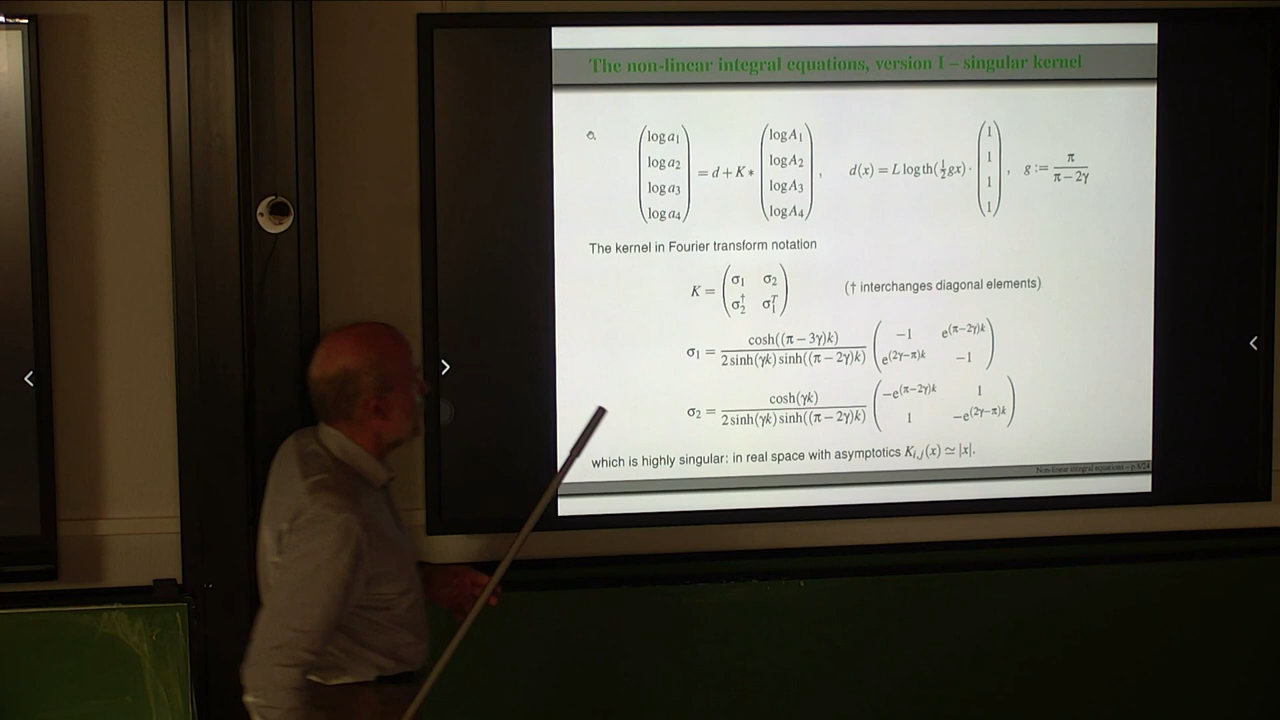 The non-linear integral equations, version I – singular kernel
(log a₁ log a₂ log a₃ log a₄) = d + K * (log A₁ log A₂ log A₃ log A₄), d(x) = L log th(½gx) · (1 1 1 1), g := π/(π−2γ)
The kernel in Fourier transform notation
K = (σ₁ σ₂ σ₂† σ₁ᵀ) († interchanges diagonal elements)
σ₁ = cosh((π−3γ)k)/(2 sinh(γk) sinh((π−2γ)k)) (−1 e^(π−2γ)k e^(2γ−π)k −1)
σ₂ = cosh(γk)/(2 sinh(γk) sinh((π−2γ)k)) (−e^(π−2γ)k 1 1 −e^(2γ−π)k)
which is highly singular: in real space with asymptotics K_{i,j}(x) ≃ |x|.
Non-linear integral equations – p.8/24